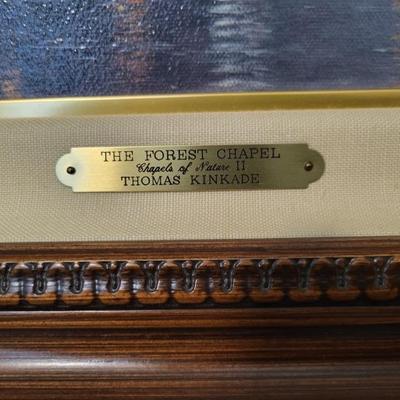 THE FOREST CHAPEL
Chapels of Nature II
THOMAS KINKADE